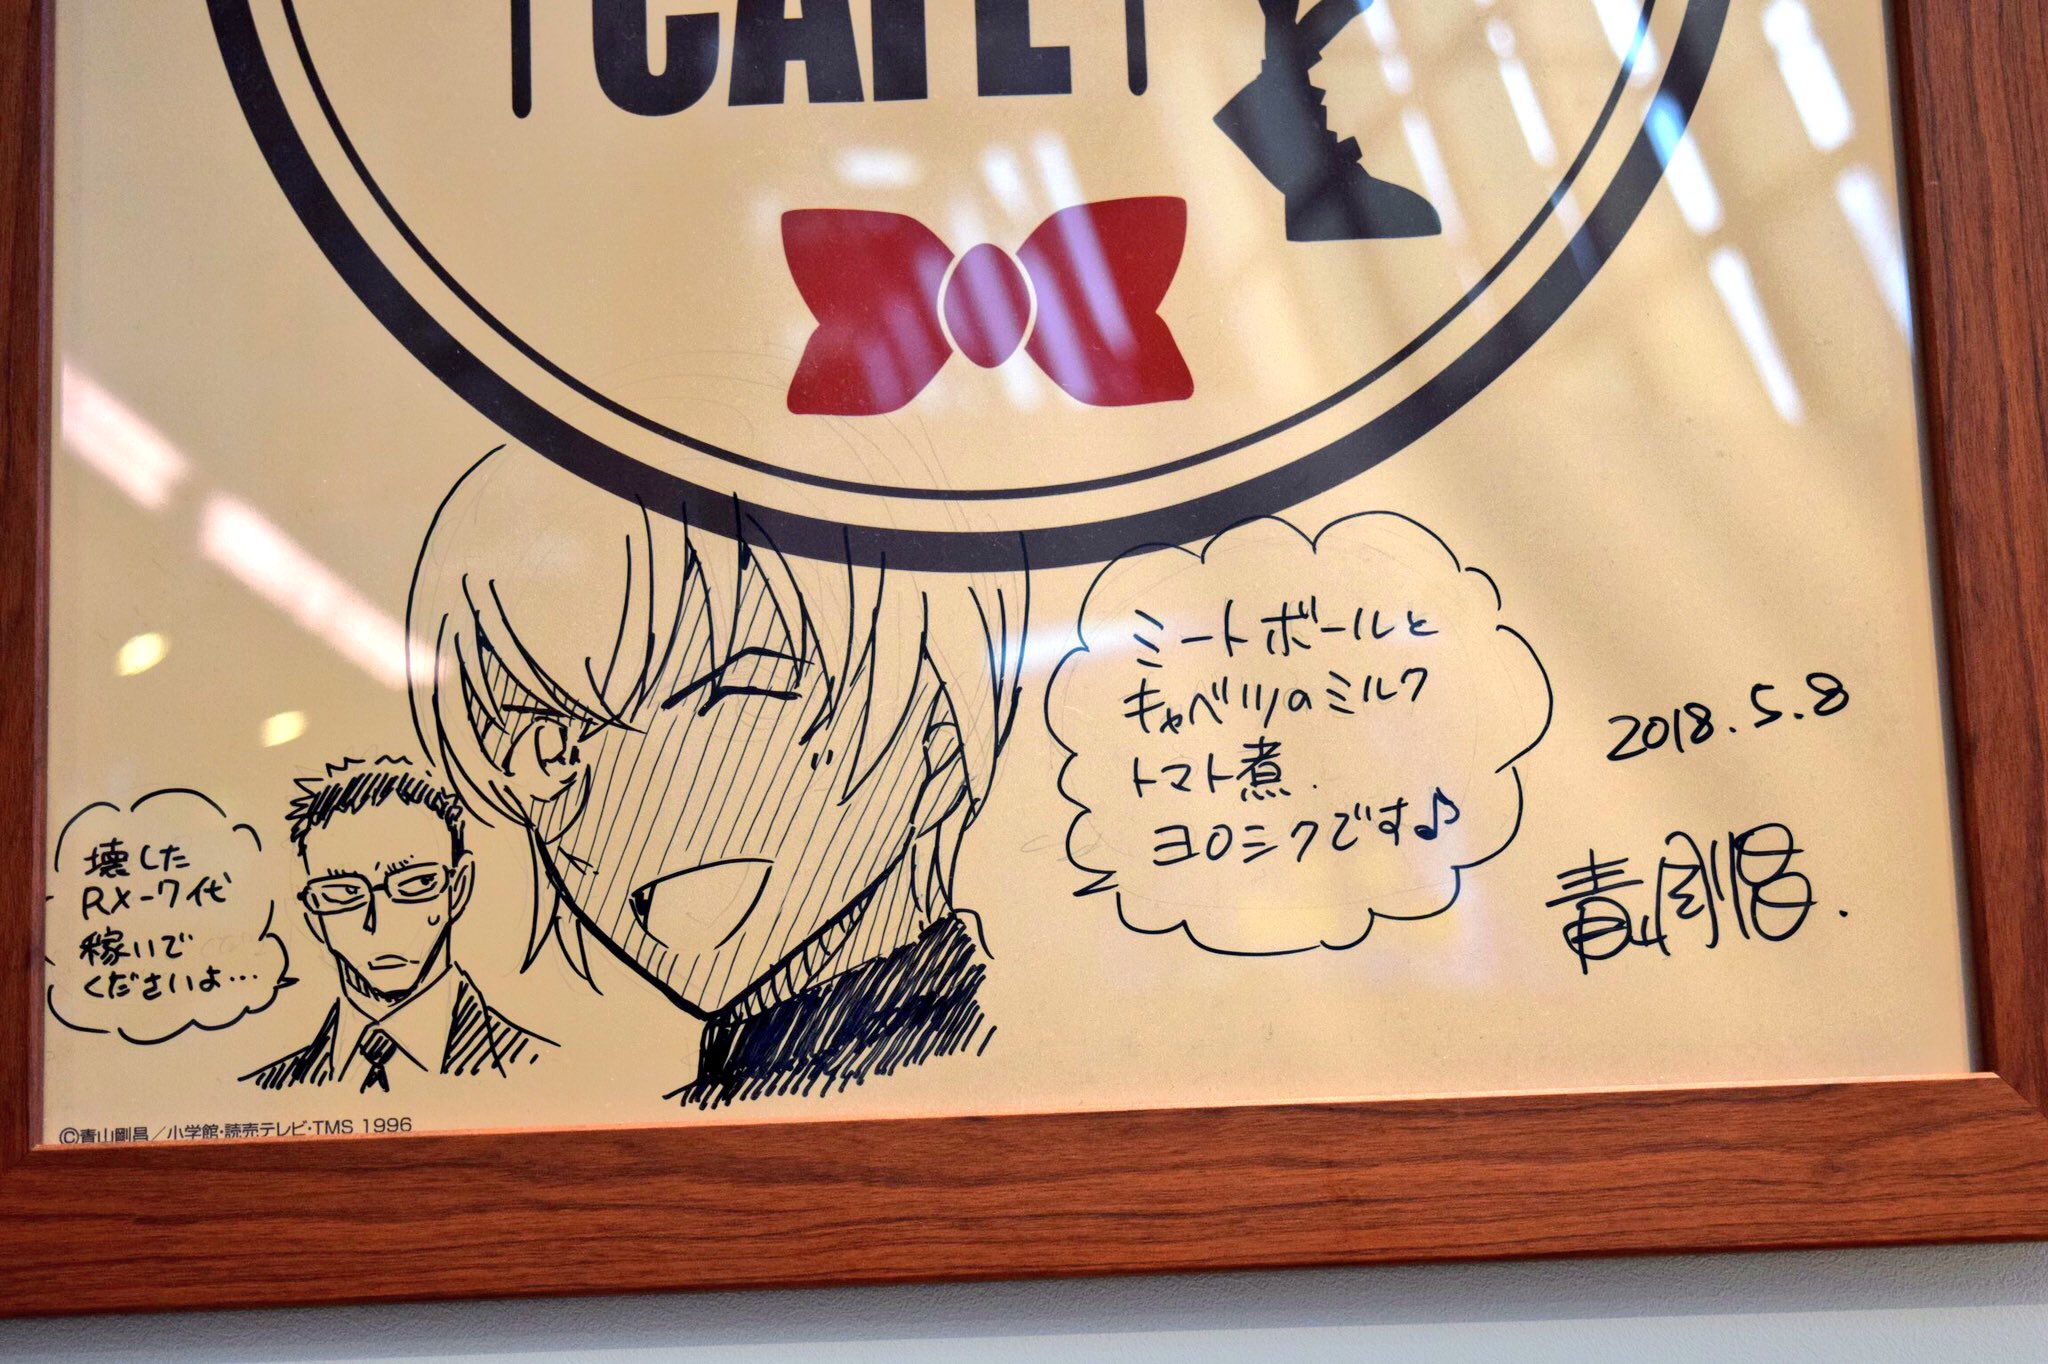 CAFE
ミートボールと
キャベツのミルク
トマト煮
ヨロシクです♪
2018.5.8
青山剛昌
壊した
RX-7代
稼いで
くださいよ…
©青山剛昌／小学館・読売テレビ・TMS 1996